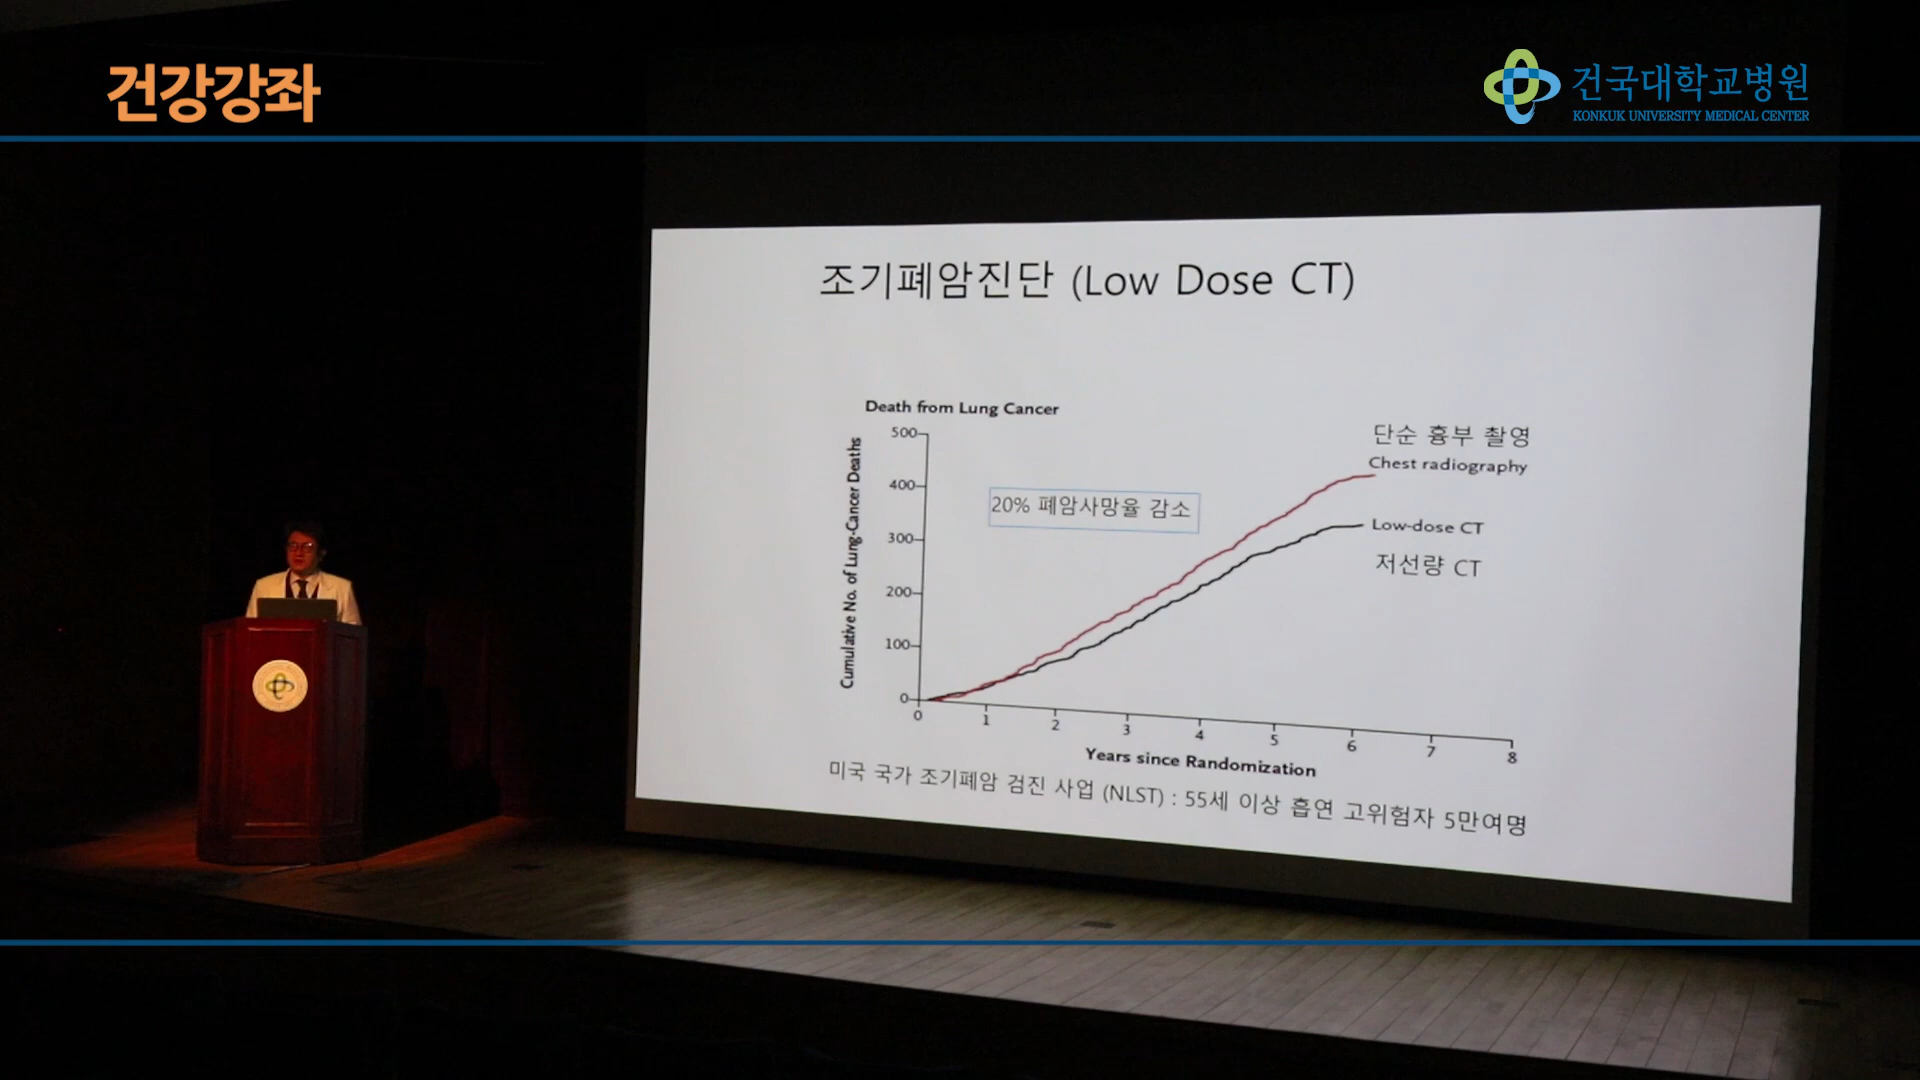 건강강좌
건국대학교병원
KONKUK UNIVERSITY MEDICAL CENTER
조기폐암진단 (Low Dose CT)
Death from Lung Cancer
Cumulative No. of Lung-Cancer Deaths
500
400
300
200
100
0
20% 폐암사망율 감소
단순 흉부 촬영
Chest radiography
Low-dose CT
저선량 CT
0 1 2 3 4 5 6 7 8
Years since Randomization
미국 국가 조기폐암 검진 사업 (NLST) : 55세 이상 흡연 고위험자 5만여명